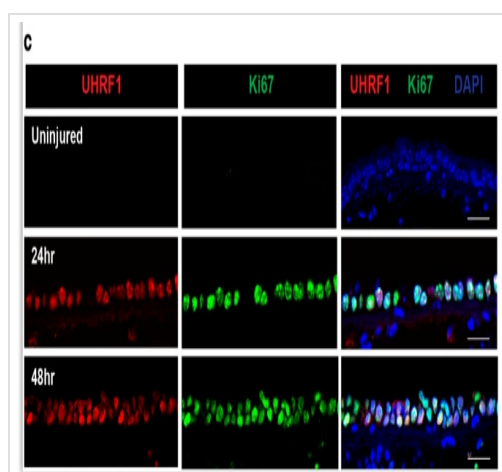 c
UHRF1 Ki67 UHRF1 Ki67 DAPI
Uninjured
24hr
48hr